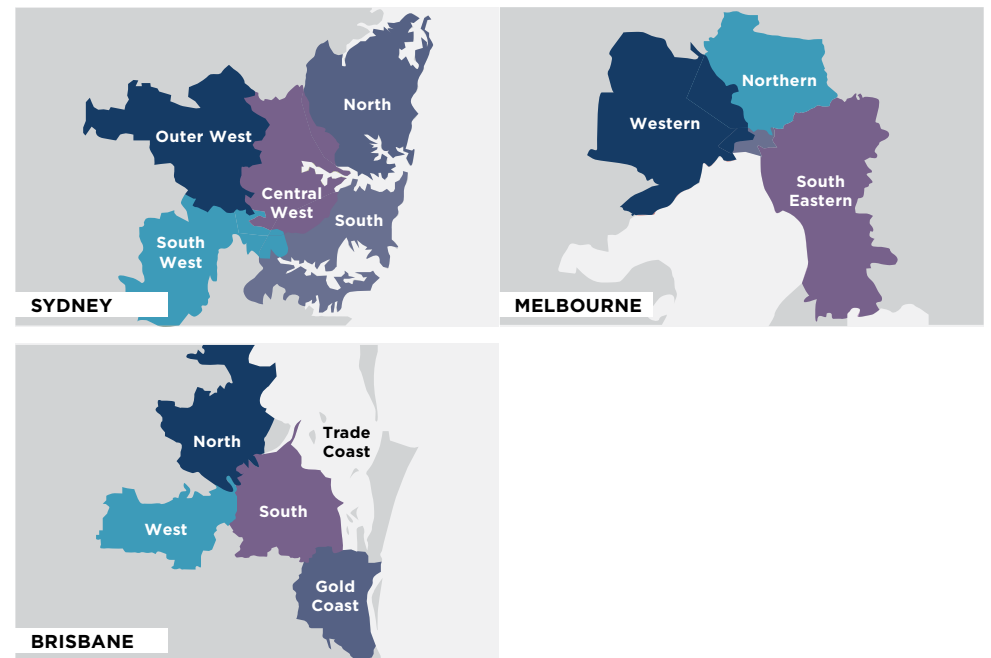 North
Outer West
Central
West
South
South
West
SYDNEY
Northern
Western
South
Eastern
MELBOURNE
Trade
Coast
North
South
West
Gold
Coast
BRISBANE